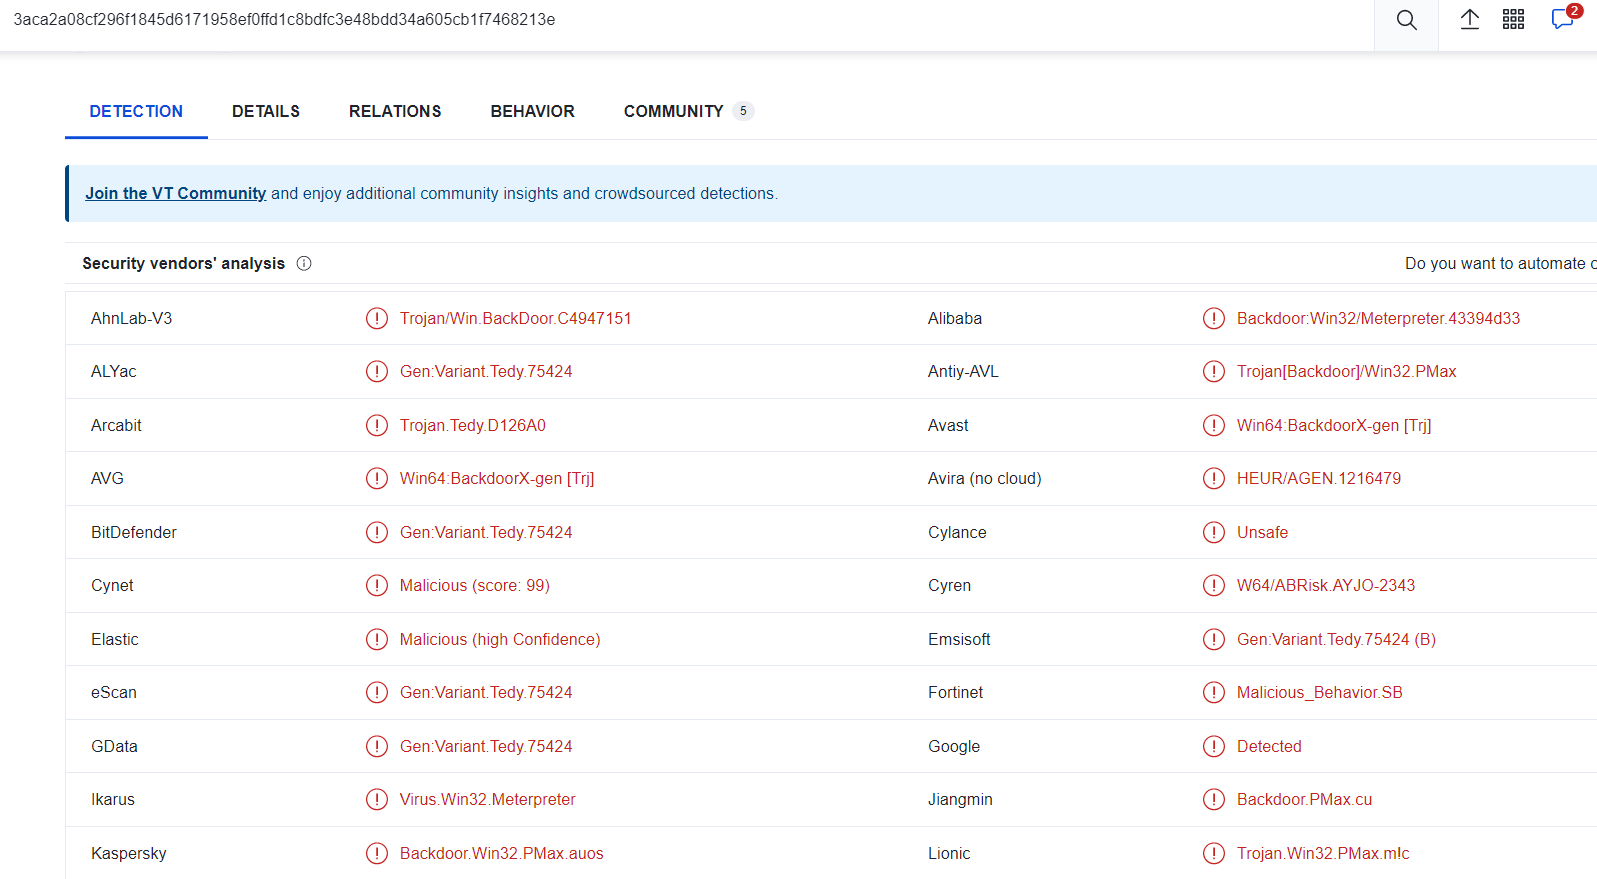 3aca2a08cf296f1845d6171958ef0ffd1c8bdfc3e48bdd34a605cb1f7468213e
2
DETECTION DETAILS RELATIONS BEHAVIOR COMMUNITY 5
Join the VT Community and enjoy additional community insights and crowdsourced detections.
Security vendors' analysis Do you want to automate c
AhnLab-V3 Trojan/Win.BackDoor.C4947151 Alibaba Backdoor:Win32/Meterpreter.43394d33
ALYac Gen:Variant.Tedy.75424 Antiy-AVL Trojan[Backdoor]/Win32.PMax
Arcabit Trojan.Tedy.D126A0 Avast Win64:BackdoorX-gen [Trj]
AVG Win64:BackdoorX-gen [Trj] Avira (no cloud) HEUR/AGEN.1216479
BitDefender Gen:Variant.Tedy.75424 Cylance Unsafe
Cynet Malicious (score: 99) Cyren W64/ABRisk.AYJO-2343
Elastic Malicious (high Confidence) Emsisoft Gen:Variant.Tedy.75424 (B)
eScan Gen:Variant.Tedy.75424 Fortinet Malicious_Behavior.SB
GData Gen:Variant.Tedy.75424 Google Detected
Ikarus Virus.Win32.Meterpreter Jiangmin Backdoor.PMax.cu
Kaspersky Backdoor.Win32.PMax.auos Lionic Trojan.Win32.PMax.m!c